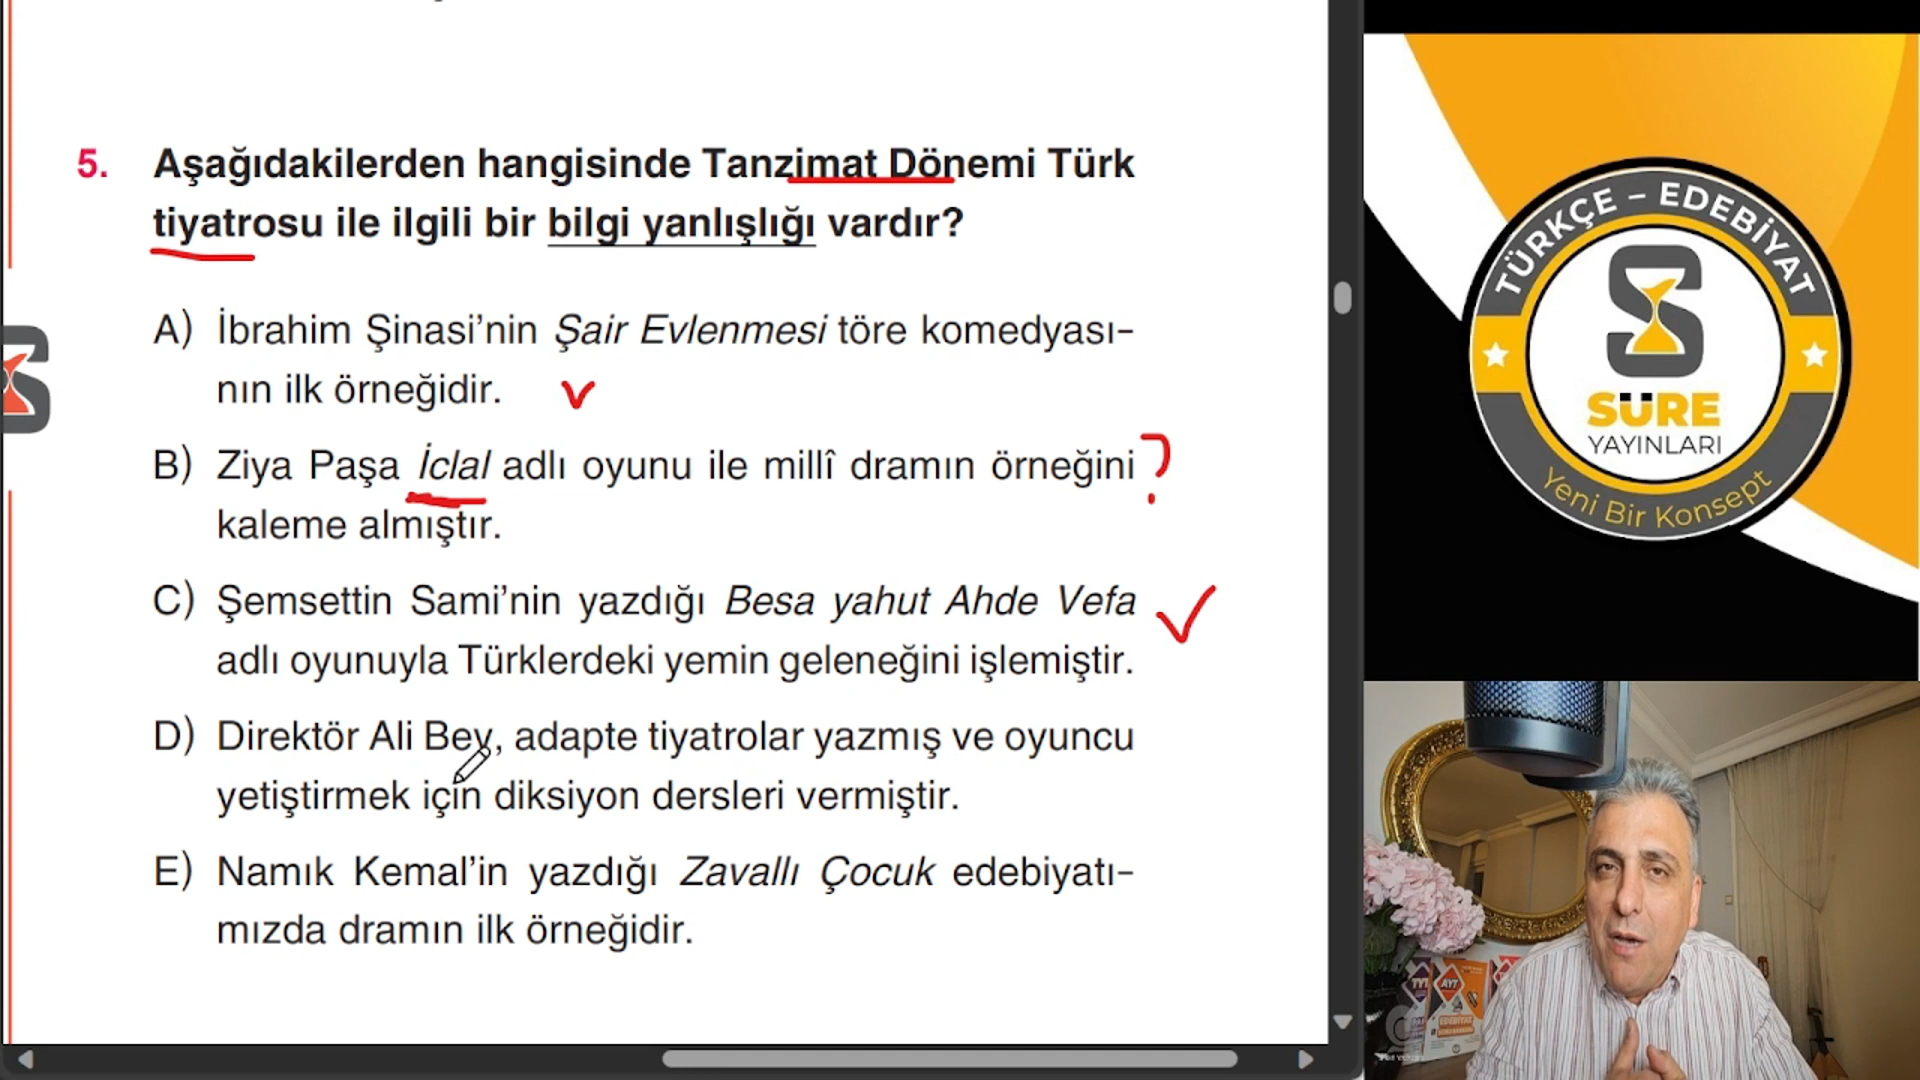 5. Aşağıdakilerden hangisinde Tanzimat Dönemi Türk
tiyatrosu ile ilgili bir bilgi yanlışlığı vardır?
A) İbrahim Şinasi’nin Şair Evlenmesi töre komedyası-
nın ilk örneğidir.
B) Ziya Paşa İclal adlı oyunu ile millî dramın örneğini ?
kaleme almıştır.
C) Şemsettin Sami’nin yazdığı Besa yahut Ahde Vefa
adlı oyunuyla Türklerdeki yemin geleneğini işlemiştir.
D) Direktör Ali Bey, adapte tiyatrolar yazmış ve oyuncu
yetiştirmek için diksiyon dersleri vermiştir.
E) Namık Kemal’in yazdığı Zavallı Çocuk edebiyatı-
mızda dramın ilk örneğidir.
TÜRKÇE – EDEBİYAT
SÜRE
YAYINLARI
Yeni Bir Konsept
TYT
AYT
EDEBİYAT